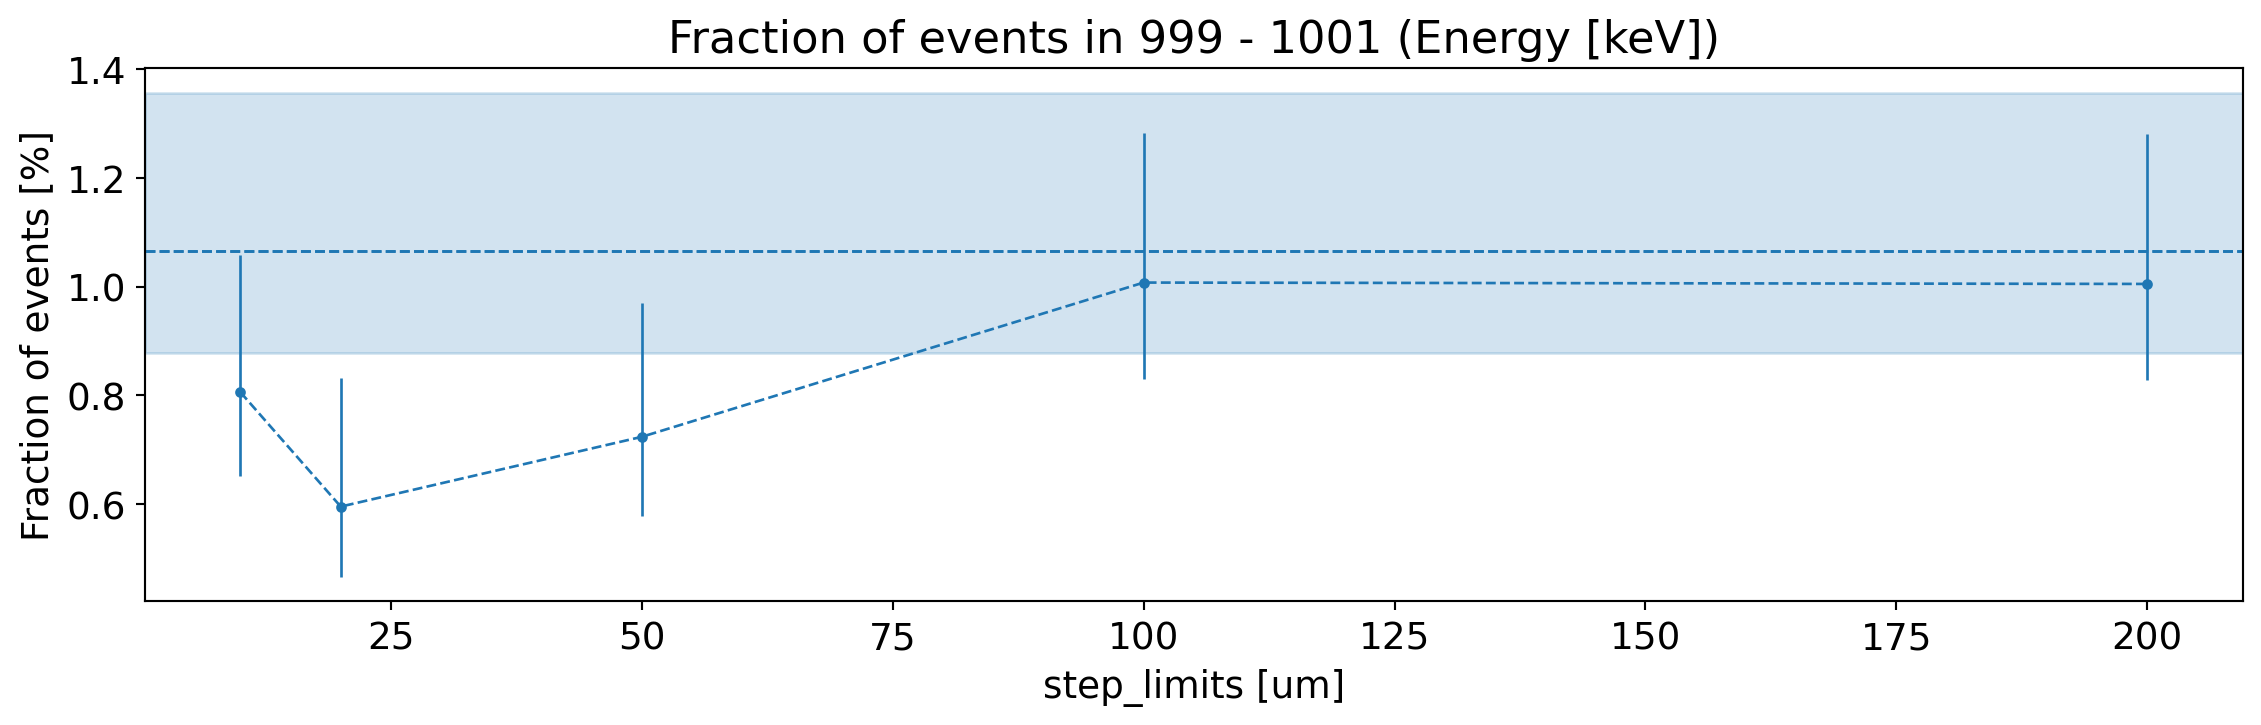 Fraction of events in 999 - 1001 (Energy [keV])
Fraction of events [%]
1.4
1.2
1.0
0.8
0.6
25 50 75 100 125 150 175 200
step_limits [um]